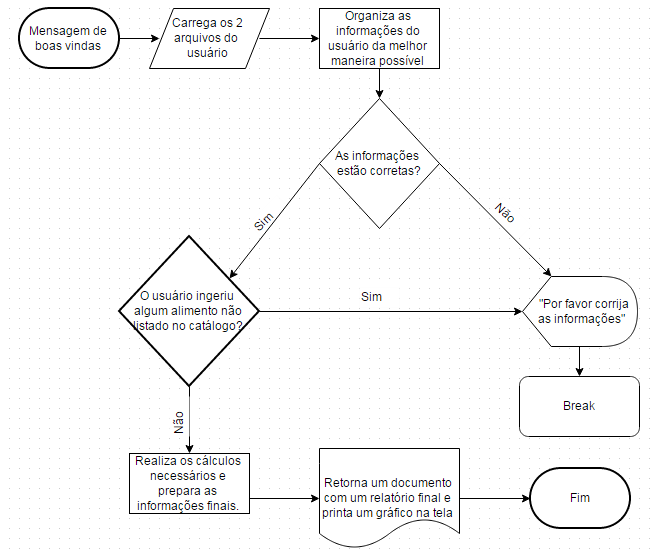 Mensagem de
boas vindas
Carrega os 2
arquivos do
usuário
Organiza as
informações do
usuário da melhor
maneira possível
As informações
estão corretas?
Sim
Não
O usuário ingeriu
algum alimento não
listado no catálogo?
Sim
"Por favor corrija
as informações"
Break
Não
Realiza os cálculos
necessários e
prepara as
informações finais.
Retorna um documento
com um relatório final e
printa um gráfico na tela
Fim